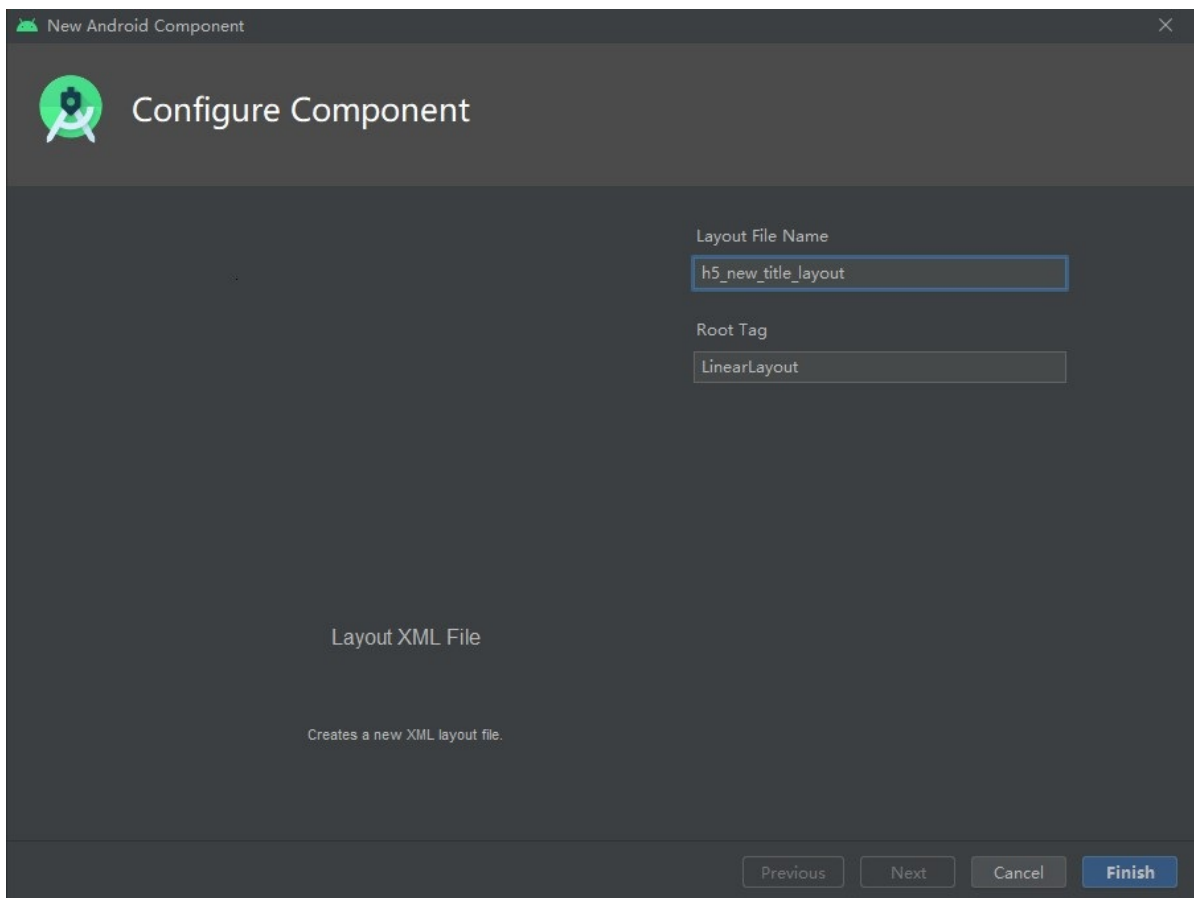 New Android Component
Configure Component
Layout File Name
h5_new_title_layout
Root Tag
LinearLayout
Layout XML File
Creates a new XML layout file.
Previous
Next
Cancel
Finish